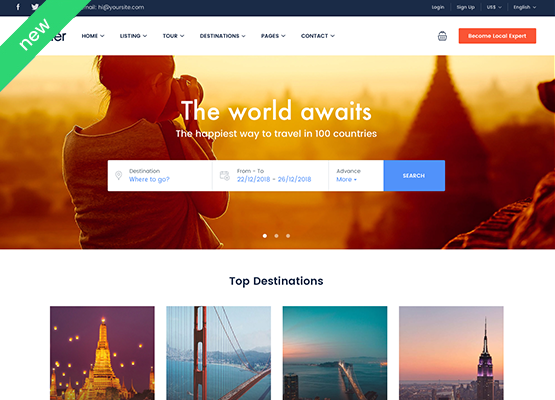 new
hi@yoursite.com
Login
Sign Up
US$
English
HOME
LISTING
TOUR
DESTINATIONS
PAGES
CONTACT
Become Local Expert
The world awaits
The happiest way to travel in 100 countries
Destination
Where to go?
From - To
22/12/2018 - 26/12/2018
Advance
More +
SEARCH
Top Destinations